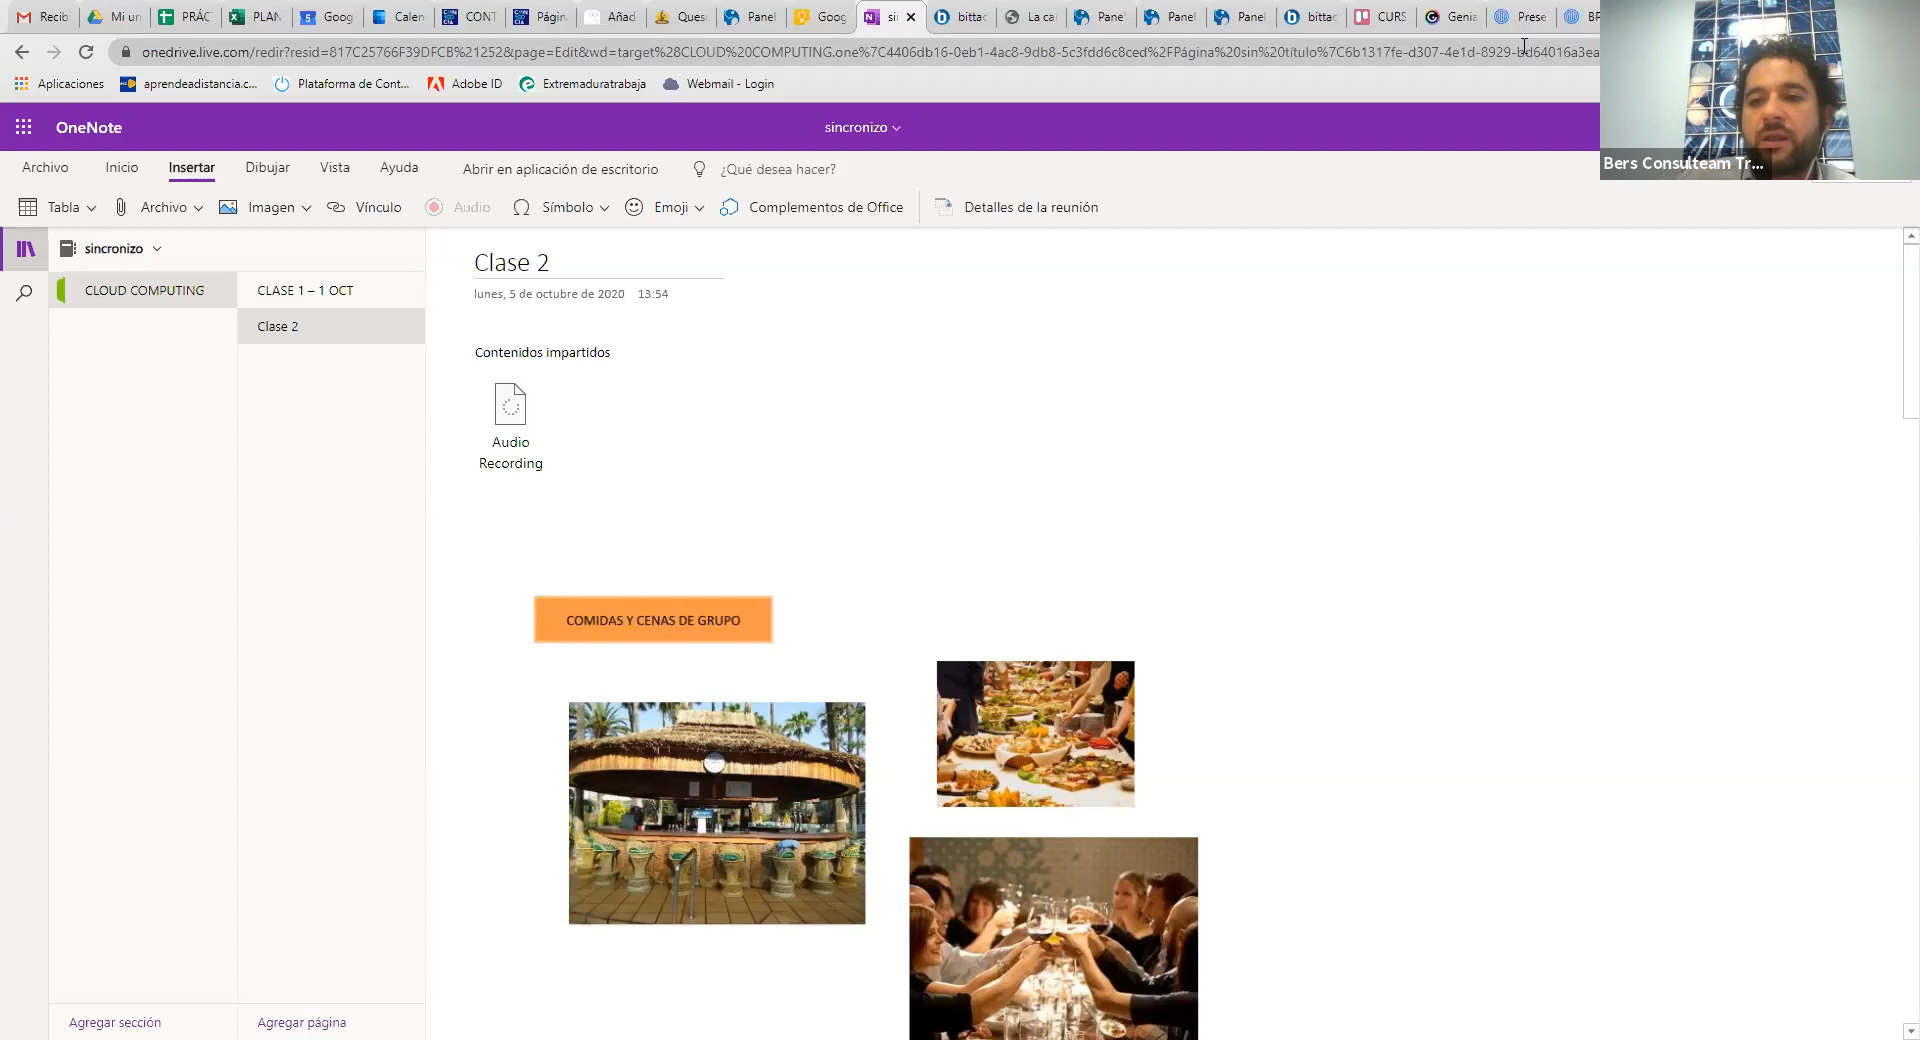 Recib
Mi un
PRÁC
PLAN
Goog
Calen
CONT
Págin
Añad
Ques
Panel
Goog
sin
bittac
La ca
Panel
Panel
Panel
bittac
CURS
Genia
Prese
BP
onedrive.live.com/redir?resid=817C25766F39DFCB%21252&page=Edit&wd=target%28CLOUD%20COMPUTING.one%7C4406db16-0eb1-4ac8-9db8-5c3fdd6c8ced%2FPágina%20sin%20título%7C6b1317fe-d307-4e1d-8929-bd64016a3ea
Aplicaciones
aprendeadistancia.c...
Plataforma de Cont...
Adobe ID
Extremaduratrabaja
Webmail - Login
OneNote
sincronizo
Bers Consulteam Tr...
Archivo
Inicio
Insertar
Dibujar
Vista
Ayuda
Abrir en aplicación de escritorio
¿Qué desea hacer?
Tabla
Archivo
Imagen
Vínculo
Audio
Símbolo
Emoji
Complementos de Office
Detalles de la reunión
sincronizo
CLOUD COMPUTING
CLASE 1 – 1 OCT
Clase 2
Clase 2
lunes, 5 de octubre de 2020 13:54
Contenidos impartidos
Audio
Recording
COMIDAS Y CENAS DE GRUPO
Agregar sección
Agregar página